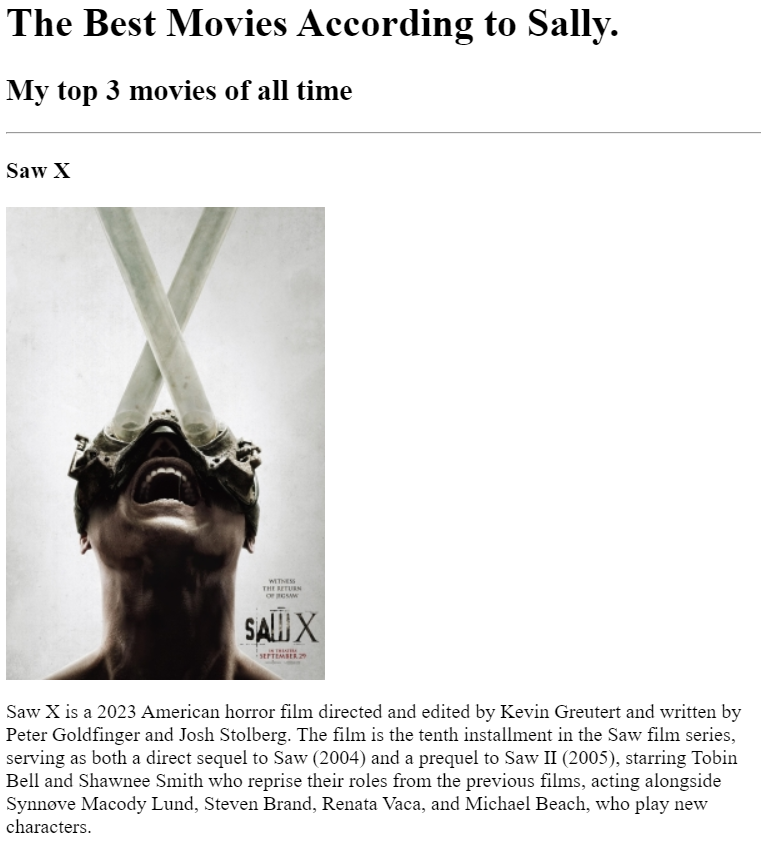 The Best Movies According to Sally.
My top 3 movies of all time
Saw X
WITNESS
THE RETURN
OF JIGSAW
SAW X
IN THEATERS
SEPTEMBER 29
Saw X is a 2023 American horror film directed and edited by Kevin Greutert and written by
Peter Goldfinger and Josh Stolberg. The film is the tenth installment in the Saw film series,
serving as both a direct sequel to Saw (2004) and a prequel to Saw II (2005), starring Tobin
Bell and Shawnee Smith who reprise their roles from the previous films, acting alongside
Synnøve Macody Lund, Steven Brand, Renata Vaca, and Michael Beach, who play new
characters.